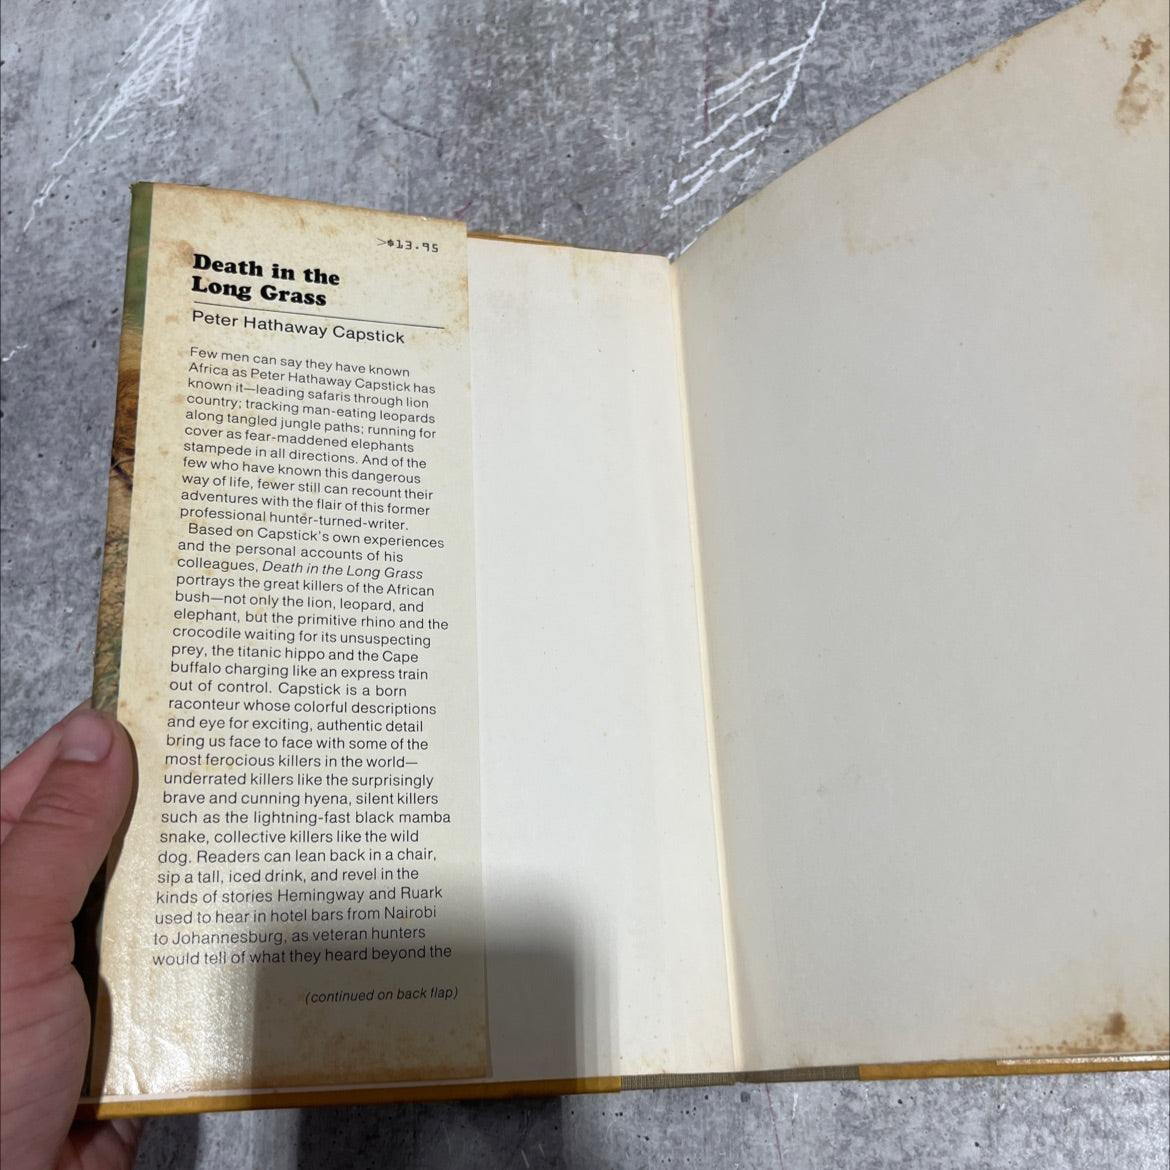 >$13.95
Death in the
Long Grass
Peter Hathaway Capstick
Few men can say they have known
Africa as Peter Hathaway Capstick has
known it—leading safaris through lion
country; tracking man-eating leopards
along tangled jungle paths; running for
cover as fear-maddened elephants
stampede in all directions. And of the
few who have known this dangerous
way of life, fewer still can recount their
adventures with the flair of this former
professional hunter-turned-writer.
Based on Capstick's own experiences
and the personal accounts of his
colleagues, Death in the Long Grass
portrays the great killers of the African
bush—not only the lion, leopard, and
elephant, but the primitive rhino and the
crocodile waiting for its unsuspecting
prey, the titanic hippo and the Cape
buffalo charging like an express train
out of control. Capstick is a born
raconteur whose colorful descriptions
and eye for exciting, authentic detail
bring us face to face with some of the
most ferocious killers in the world—
underrated killers like the surprisingly
brave and cunning hyena, silent killers
such as the lightning-fast black mamba
snake, collective killers like the wild
dog. Readers can lean back in a chair,
sip a tall, iced drink, and revel in the
kinds of stories Hemingway and Ruark
used to hear in hotel bars from Nairobi
to Johannesburg, as veteran hunters
would tell of what they heard beyond the
(continued on back flap)